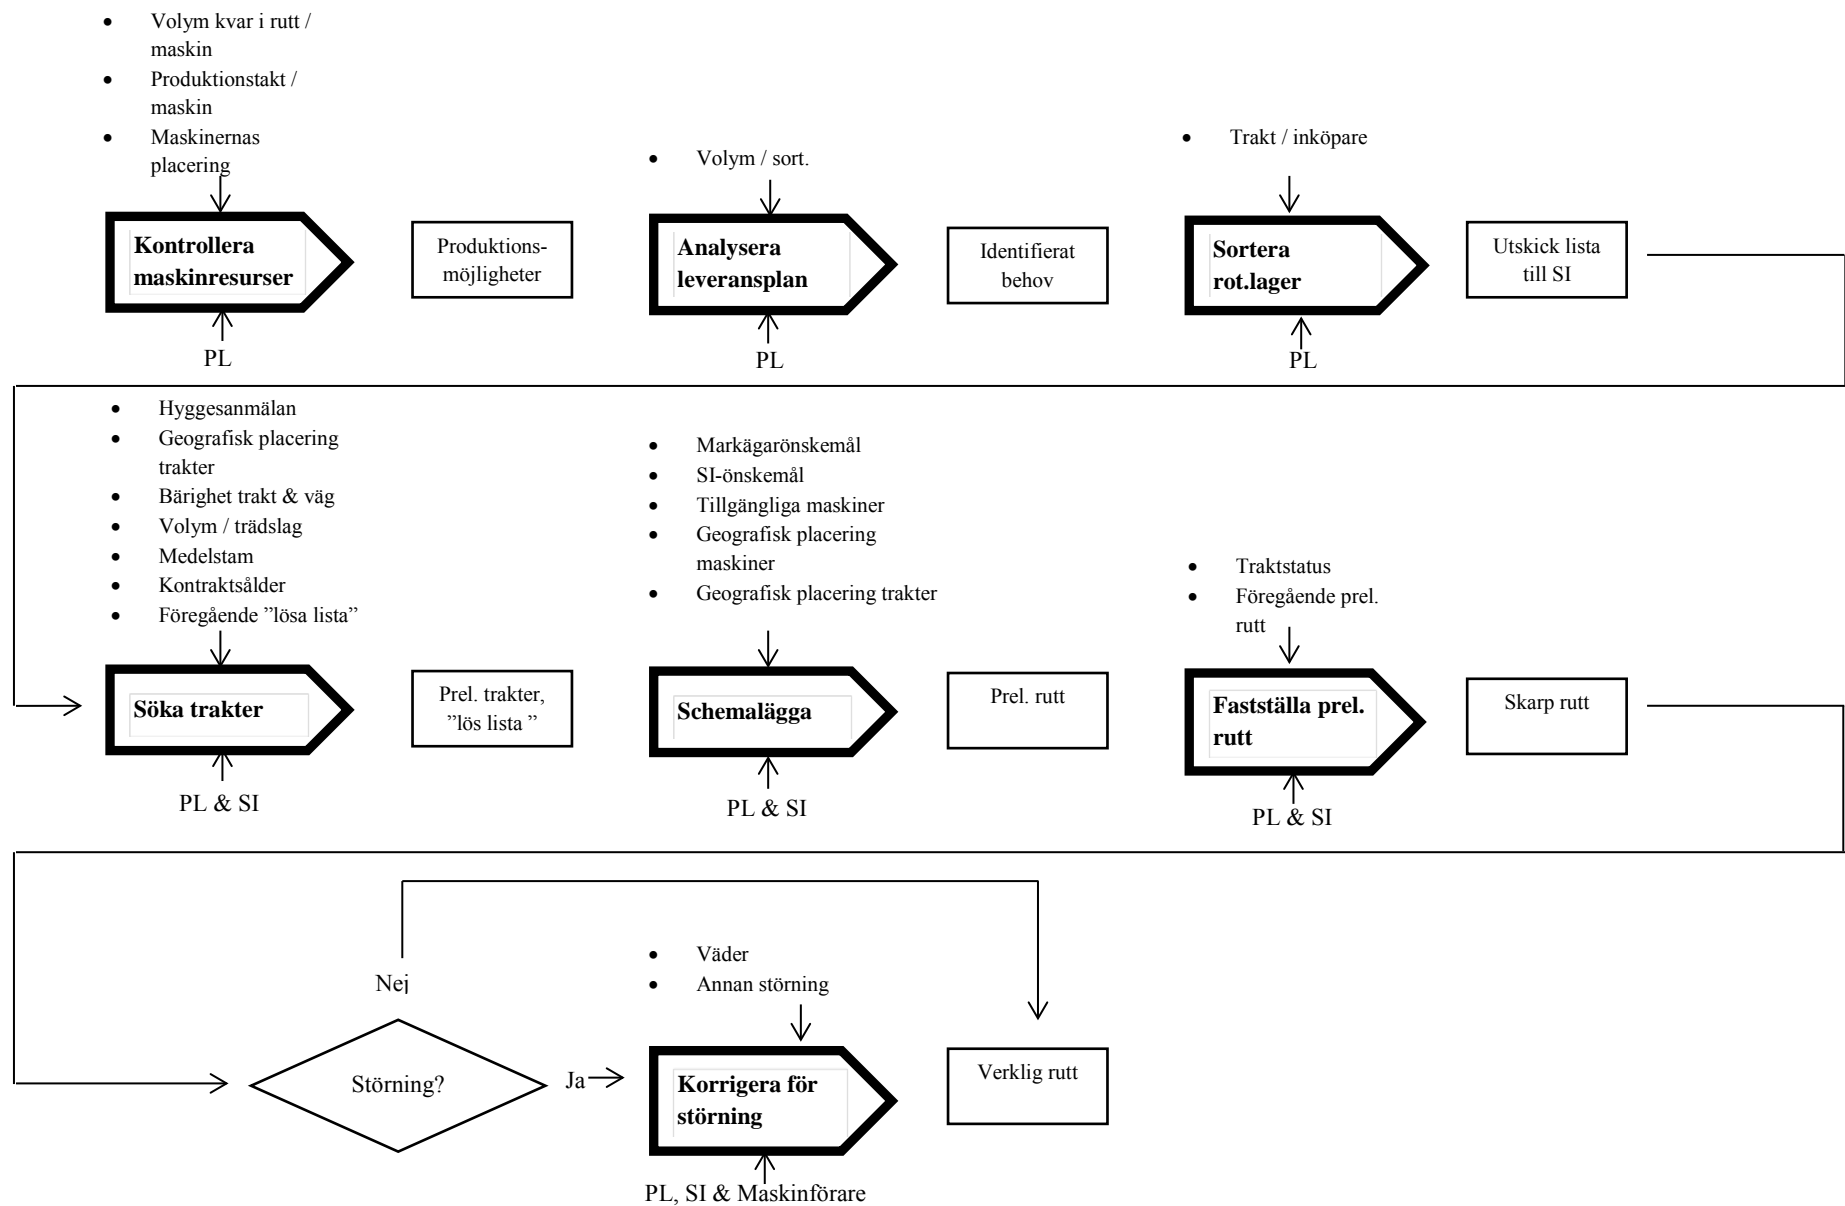 • Volym kvar i rutt /
maskin
• Produktionstakt /
maskin
• Maskinernas
placering
Kontrollera
maskinresurser
PL
Produktions-
möjligheter
• Volym / sort.
Analysera
leveransplan
PL
Identifierat
behov
• Trakt / inköpare
Sortera
rot.lager
PL
Utskick lista
till SI
• Hyggesanmälan
• Geografisk placering
trakter
• Bärighet trakt & väg
• Volym / trädslag
• Medelstam
• Kontraktsålder
• Föregående ”lösa lista”
Söka trakter
PL & SI
Prel. trakter,
”lös lista ”
• Markägarönskemål
• SI-önskemål
• Tillgängliga maskiner
• Geografisk placering
maskiner
• Geografisk placering trakter
Schemalägga
PL & SI
Prel. rutt
• Traktstatus
• Föregående prel.
rutt
Fastställa prel.
rutt
PL & SI
Skarp rutt
Nej
Störning?
Ja
• Väder
• Annan störning
Korrigera för
störning
PL, SI & Maskinförare
Verklig rutt